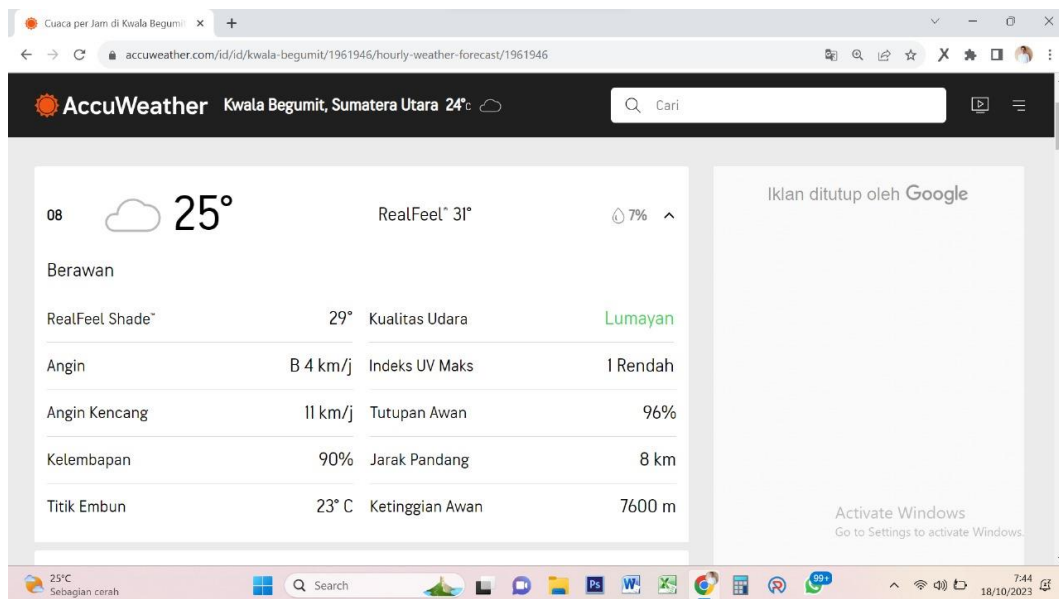 Cuaca per Jam di Kwala Begumit
accuweather.com/id/id/kwala-begumit/1961946/hourly-weather-forecast/1961946
AccuWeather Kwala Begumit, Sumatera Utara 24°c Cari
Iklan ditutup oleh Google
08 25° RealFeel® 31° 7%
Berawan
RealFeel Shade™ 29° Kualitas Udara Lumayan
Angin B 4 km/j Indeks UV Maks 1 Rendah
Angin Kencang 11 km/j Tutupan Awan 96%
Kelembapan 90% Jarak Pandang 8 km
Titik Embun 23° C Ketinggian Awan 7600 m
Activate Windows
Go to Settings to activate Windows.
25°C
Sebagian cerah
Search
Ps
W
X
99+
7:44
18/10/2023